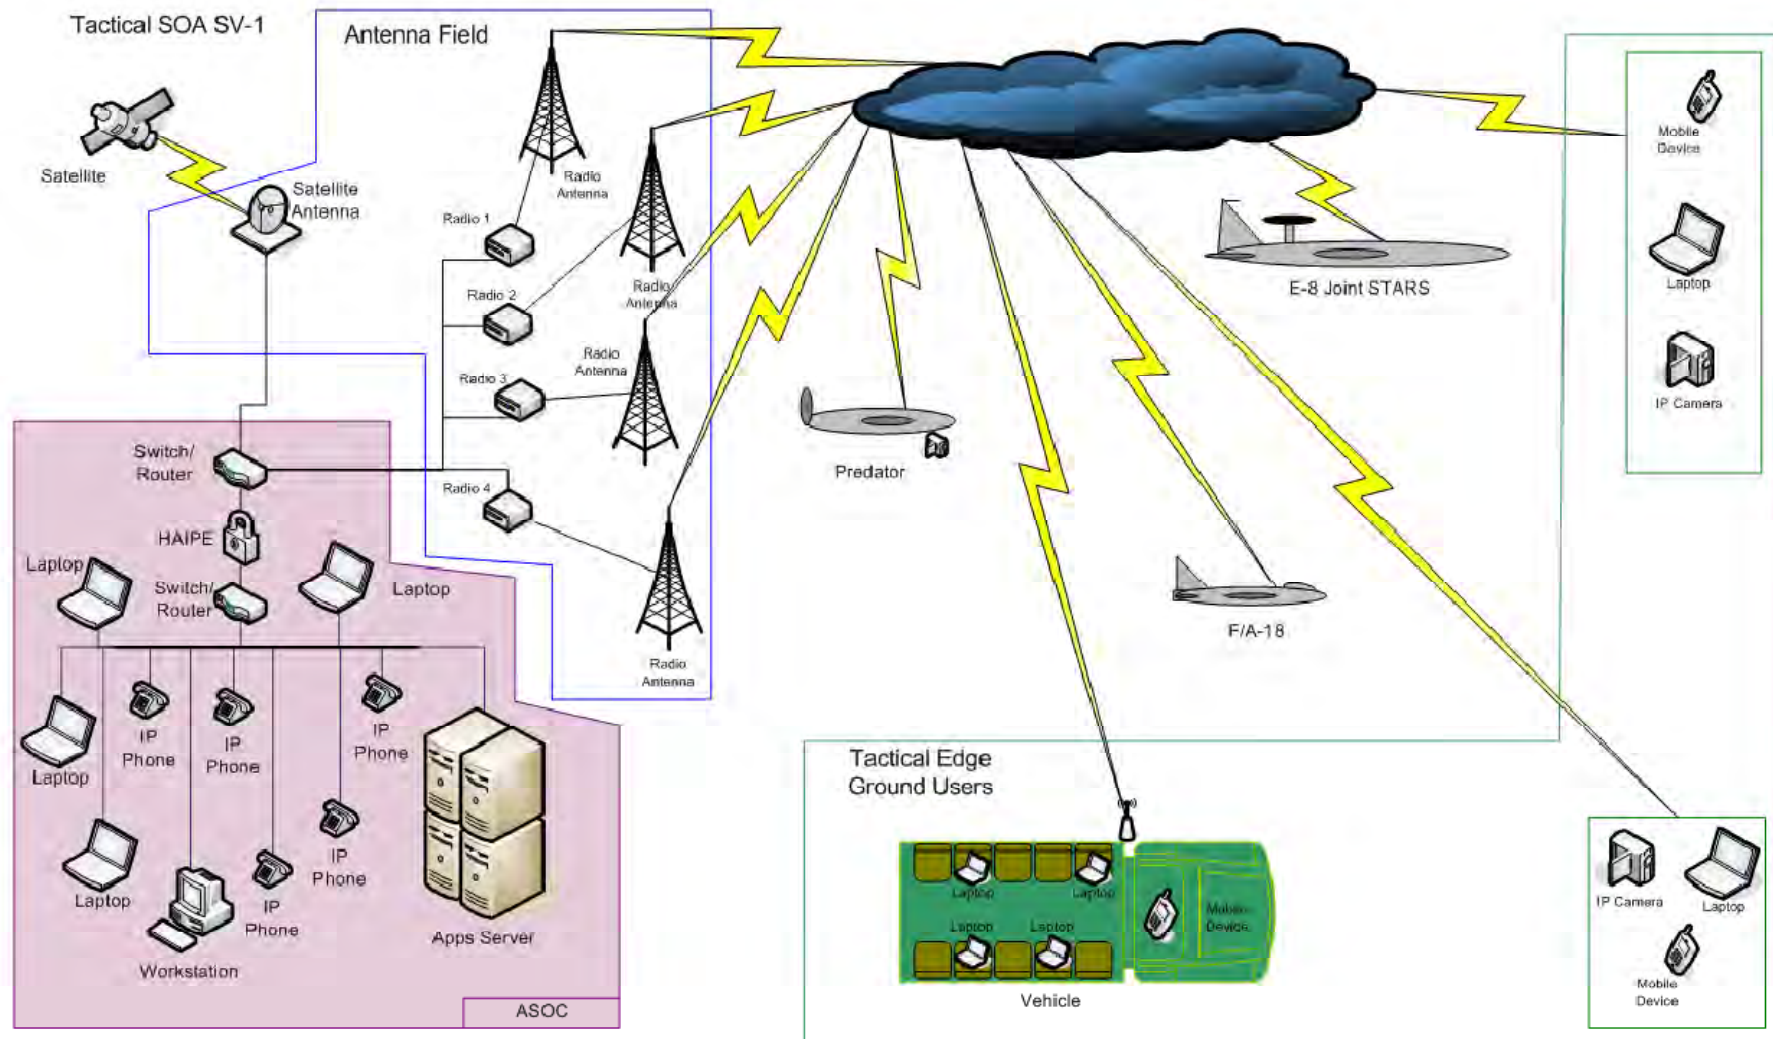 Tactical SOA SV-1
Antenna Field
Satellite
Satellite
Antenna
Radio
Antenna
Radio 1
Radio 2
Radio
Antenna
Radio
Antenna
Radio 3
Radio 4
Radio
Antenna
Switch/
Router
HAIPE
Laptop
Switch/
Router
Laptop
IP
Phone
IP
Phone
IP
Phone
Laptop
Laptop
IP
Phone
IP
Phone
Workstation
Apps Server
ASOC
E-8 Joint STARS
Predator
F/A-18
Mobile
Device
Laptop
IP Camera
Tactical Edge
Ground Users
Laptop
Laptop
Laptop
Laptop
Mobile
Device
Vehicle
IP Camera
Laptop
Mobile
Device